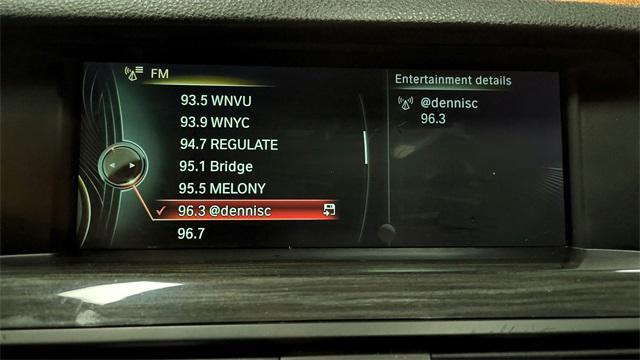 FM
93.5 WNVU
93.9 WNYC
94.7 REGULATE
95.1 Bridge
95.5 MELONY
96.3 @dennisc
96.7
Entertainment details
@dennisc
96.3